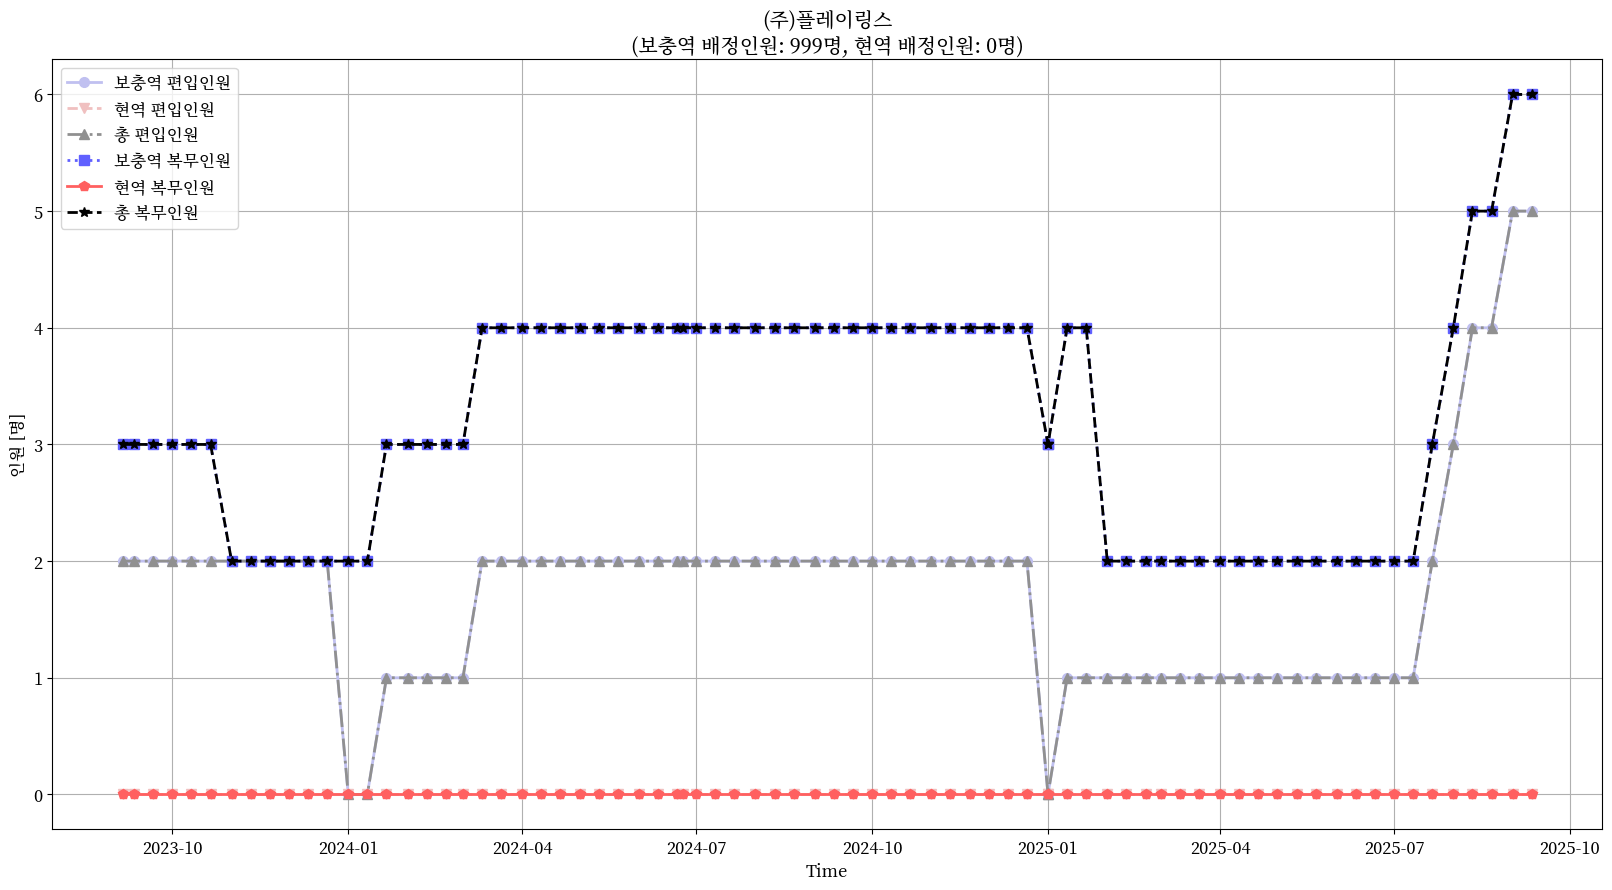 (주)플레이링스
(보충역 배정인원: 999명, 현역 배정인원: 0명)
보충역 편입인원
현역 편입인원
총 편입인원
보충역 복무인원
현역 복무인원
총 복무인원
6
5
4
3
2
1
0
인원 [명]
2023-10
2024-01
2024-04
2024-07
2024-10
2025-01
2025-04
2025-07
2025-10
Time